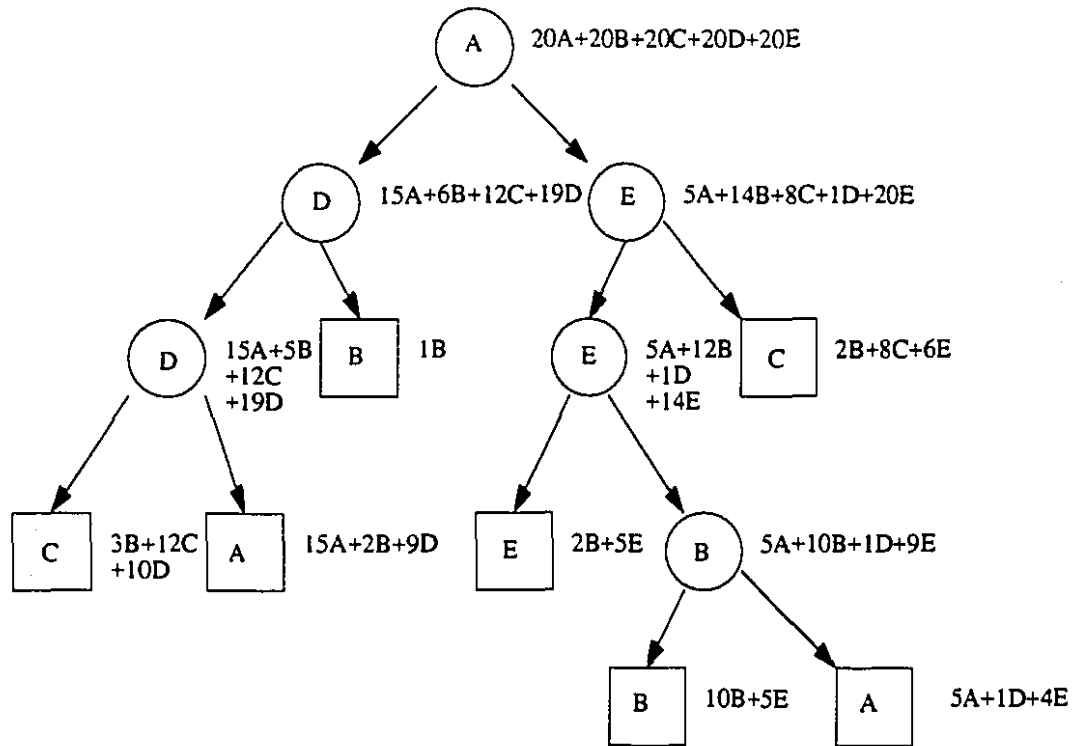 A
20A+20B+20C+20D+20E
D
15A+6B+12C+19D
E
5A+14B+8C+1D+20E
D
15A+5B
+12C
+19D
B
1B
E
5A+12B
+1D
+14E
C
2B+8C+6E
C
3B+12C
+10D
A
15A+2B+9D
E
2B+5E
B
5A+10B+1D+9E
B
10B+5E
A
5A+1D+4E